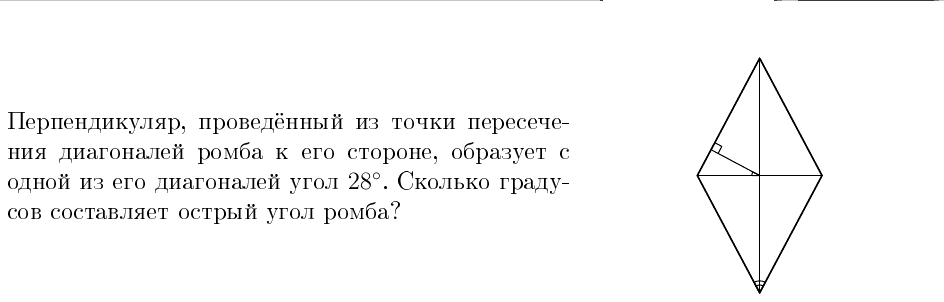 Перпендикуляр, проведённый из точки пересече-
ния диагоналей ромба к его стороне, образует с
одной из его диагоналей угол 28°. Сколько граду-
сов составляет острый угол ромба?